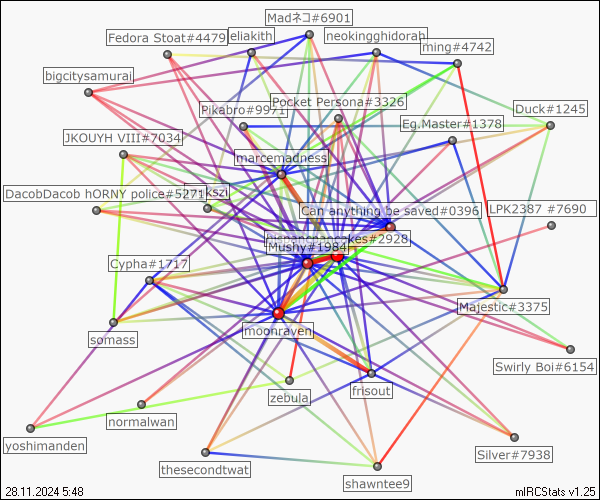 Madネコ#6901
Fedora Stoat#4479
eliakith
neokingghidorah
ming#4742
bigcitysamurai
Pikabro#9971
Pocket Persona#3326
Duck#1245
Eg.Master#1378
JKOUYH VIII#7034
marcemadness
DacobDacob hORNY police#5271
kszi
Can anything be saved#0396
LPK2387 #7690
Mushy#1984
#2928
Cypha#1717
Majestic#3375
moonraven
somass
Swirly Boi#6154
zebula
frisout
normalwan
yoshimanden
Silver#7938
thesecondtwat
shawntee9
28.11.2024 5:48
mIRCStats v1.25